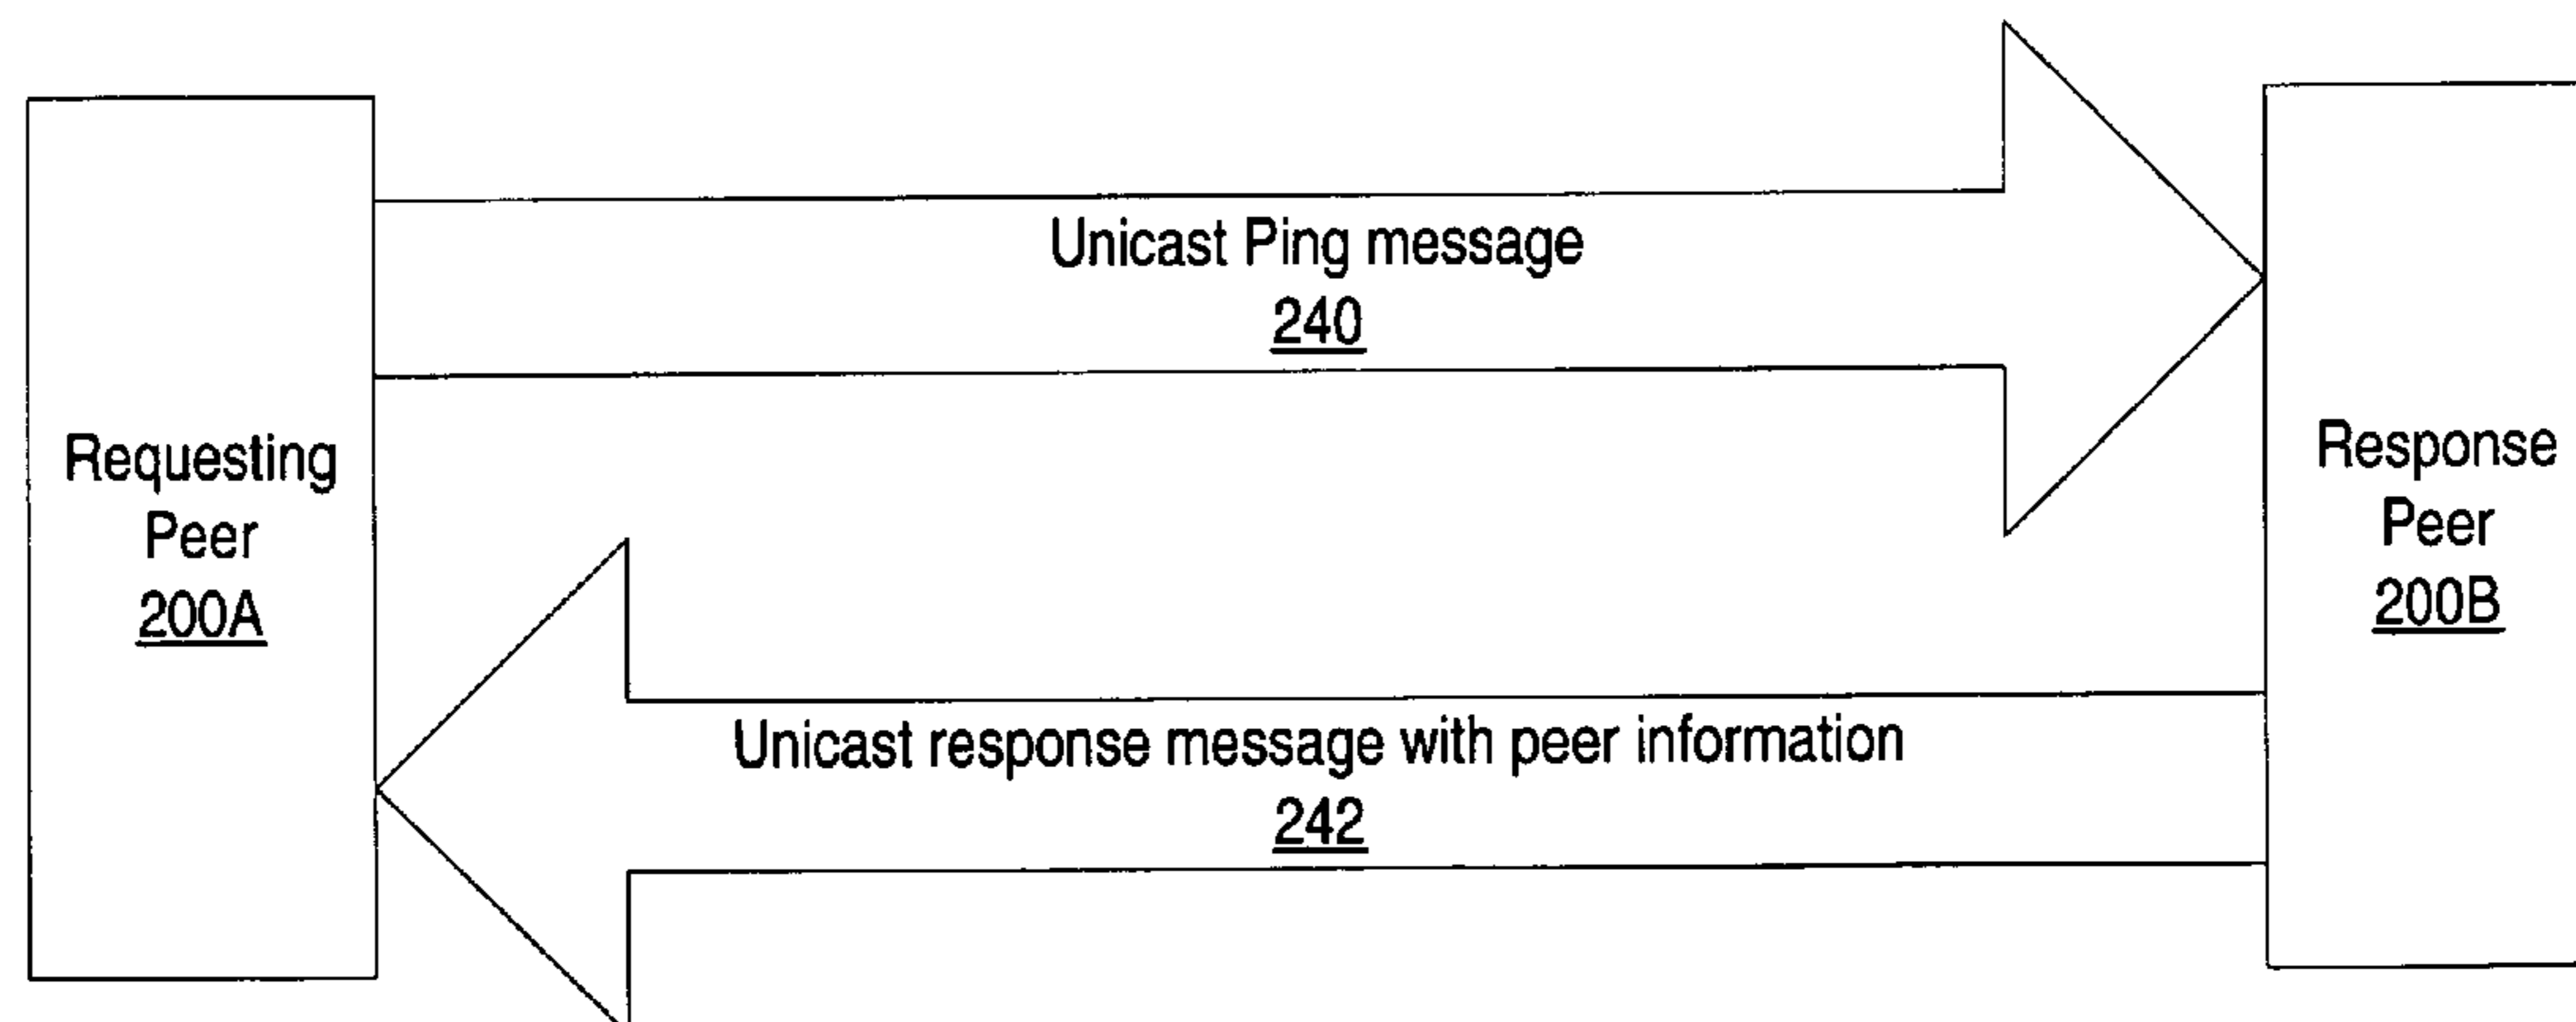 Unicast Ping message
240
Requesting
Peer
200A
Response
Peer
200B
Unicast response message with peer information
242